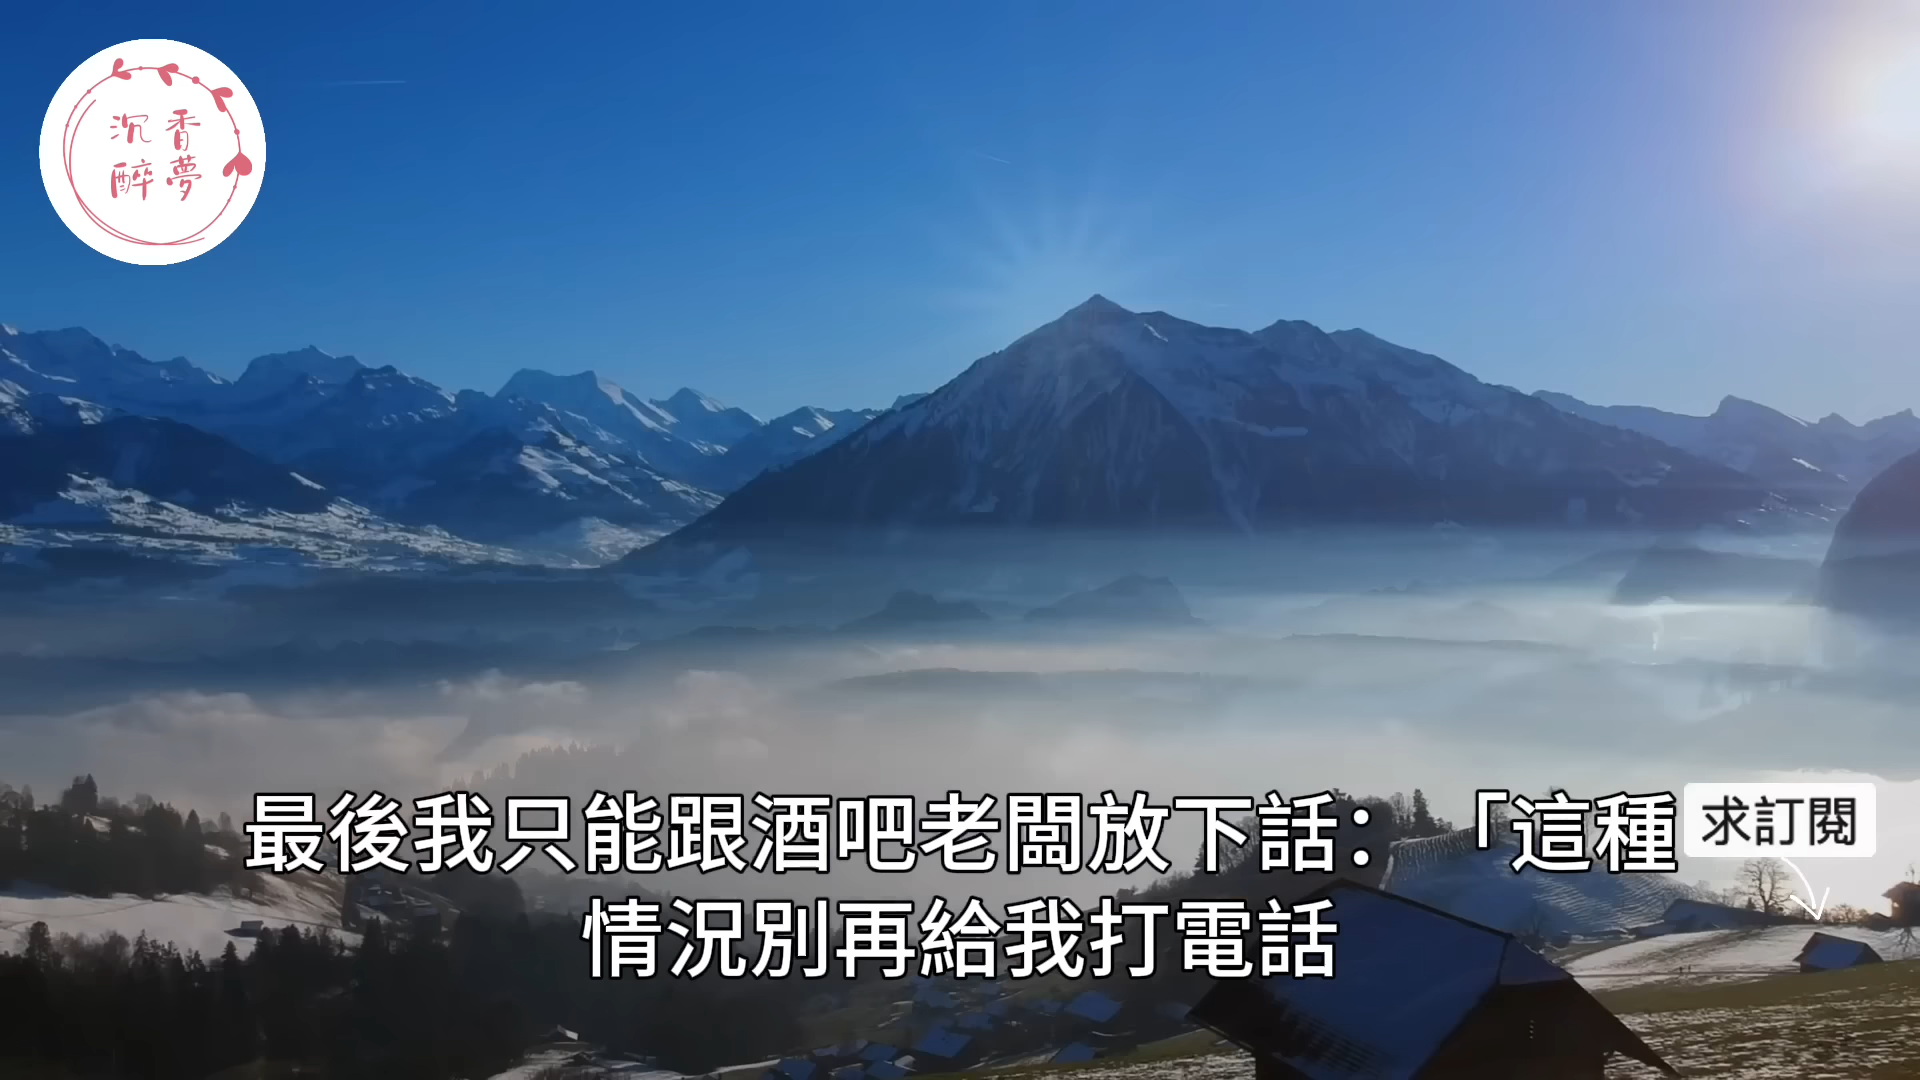 沉香
醉夢
最後我只能跟酒吧老闆放下話：「這種
情況別再給我打電話
求訂閱